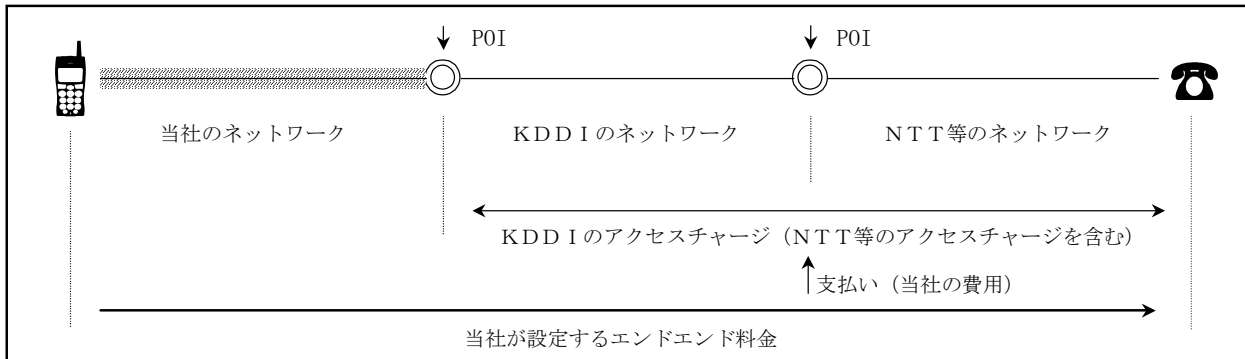 POI
POI
当社のネットワーク
KDDIのネットワーク
NTT等のネットワーク
KDDIのアクセスチャージ(NTT等のアクセスチャージを含む)
支払い(当社の費用)
当社が設定するエンドエンド料金